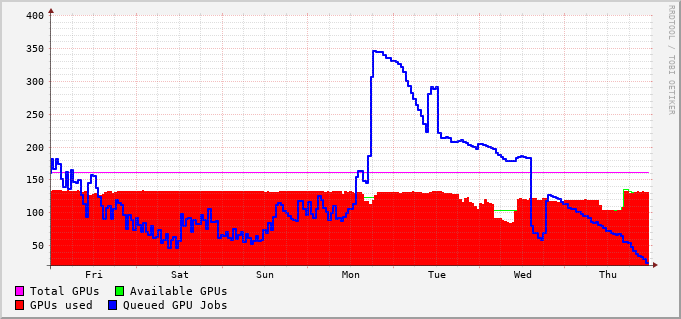 400
350
300
250
200
150
100
50
Fri Sat Sun Mon Tue Wed Thu
Total GPUs Available GPUs
GPUs used Queued GPU Jobs
RRDTOOL / TOBI OETIKER